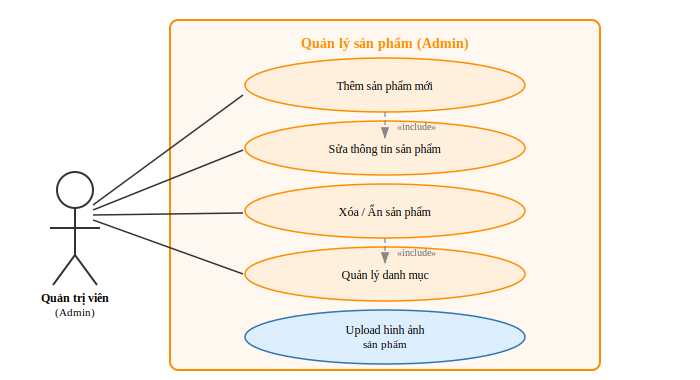 Quản lý sản phẩm (Admin)
Thêm sản phẩm mới
«include»
Sửa thông tin sản phẩm
Xóa / Ẩn sản phẩm
«include»
Quản lý danh mục
Quản trị viên
(Admin)
Upload hình ảnh
sản phẩm